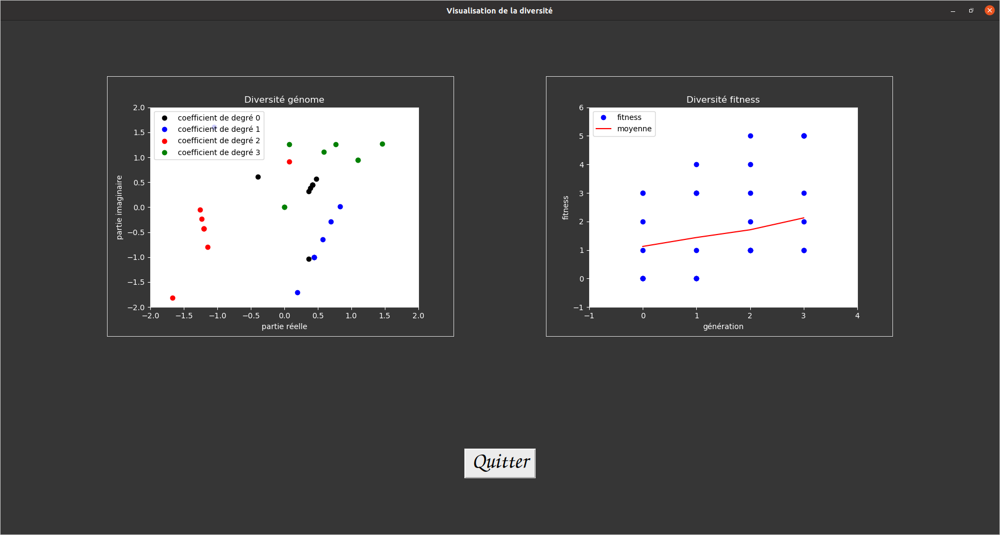 Visualisation de la diversité
Diversité génome
coefficient de degré 0
coefficient de degré 1
coefficient de degré 2
coefficient de degré 3
2.0
1.5
1.0
0.5
0.0
−0.5
−1.0
−1.5
−2.0
partie imaginaire
−2.0 −1.5 −1.0 −0.5 0.0 0.5 1.0 1.5 2.0
partie réelle
Diversité fitness
fitness
moyenne
6
5
4
3
2
1
0
−1
fitness
−1 0 1 2 3 4
génération
Quitter